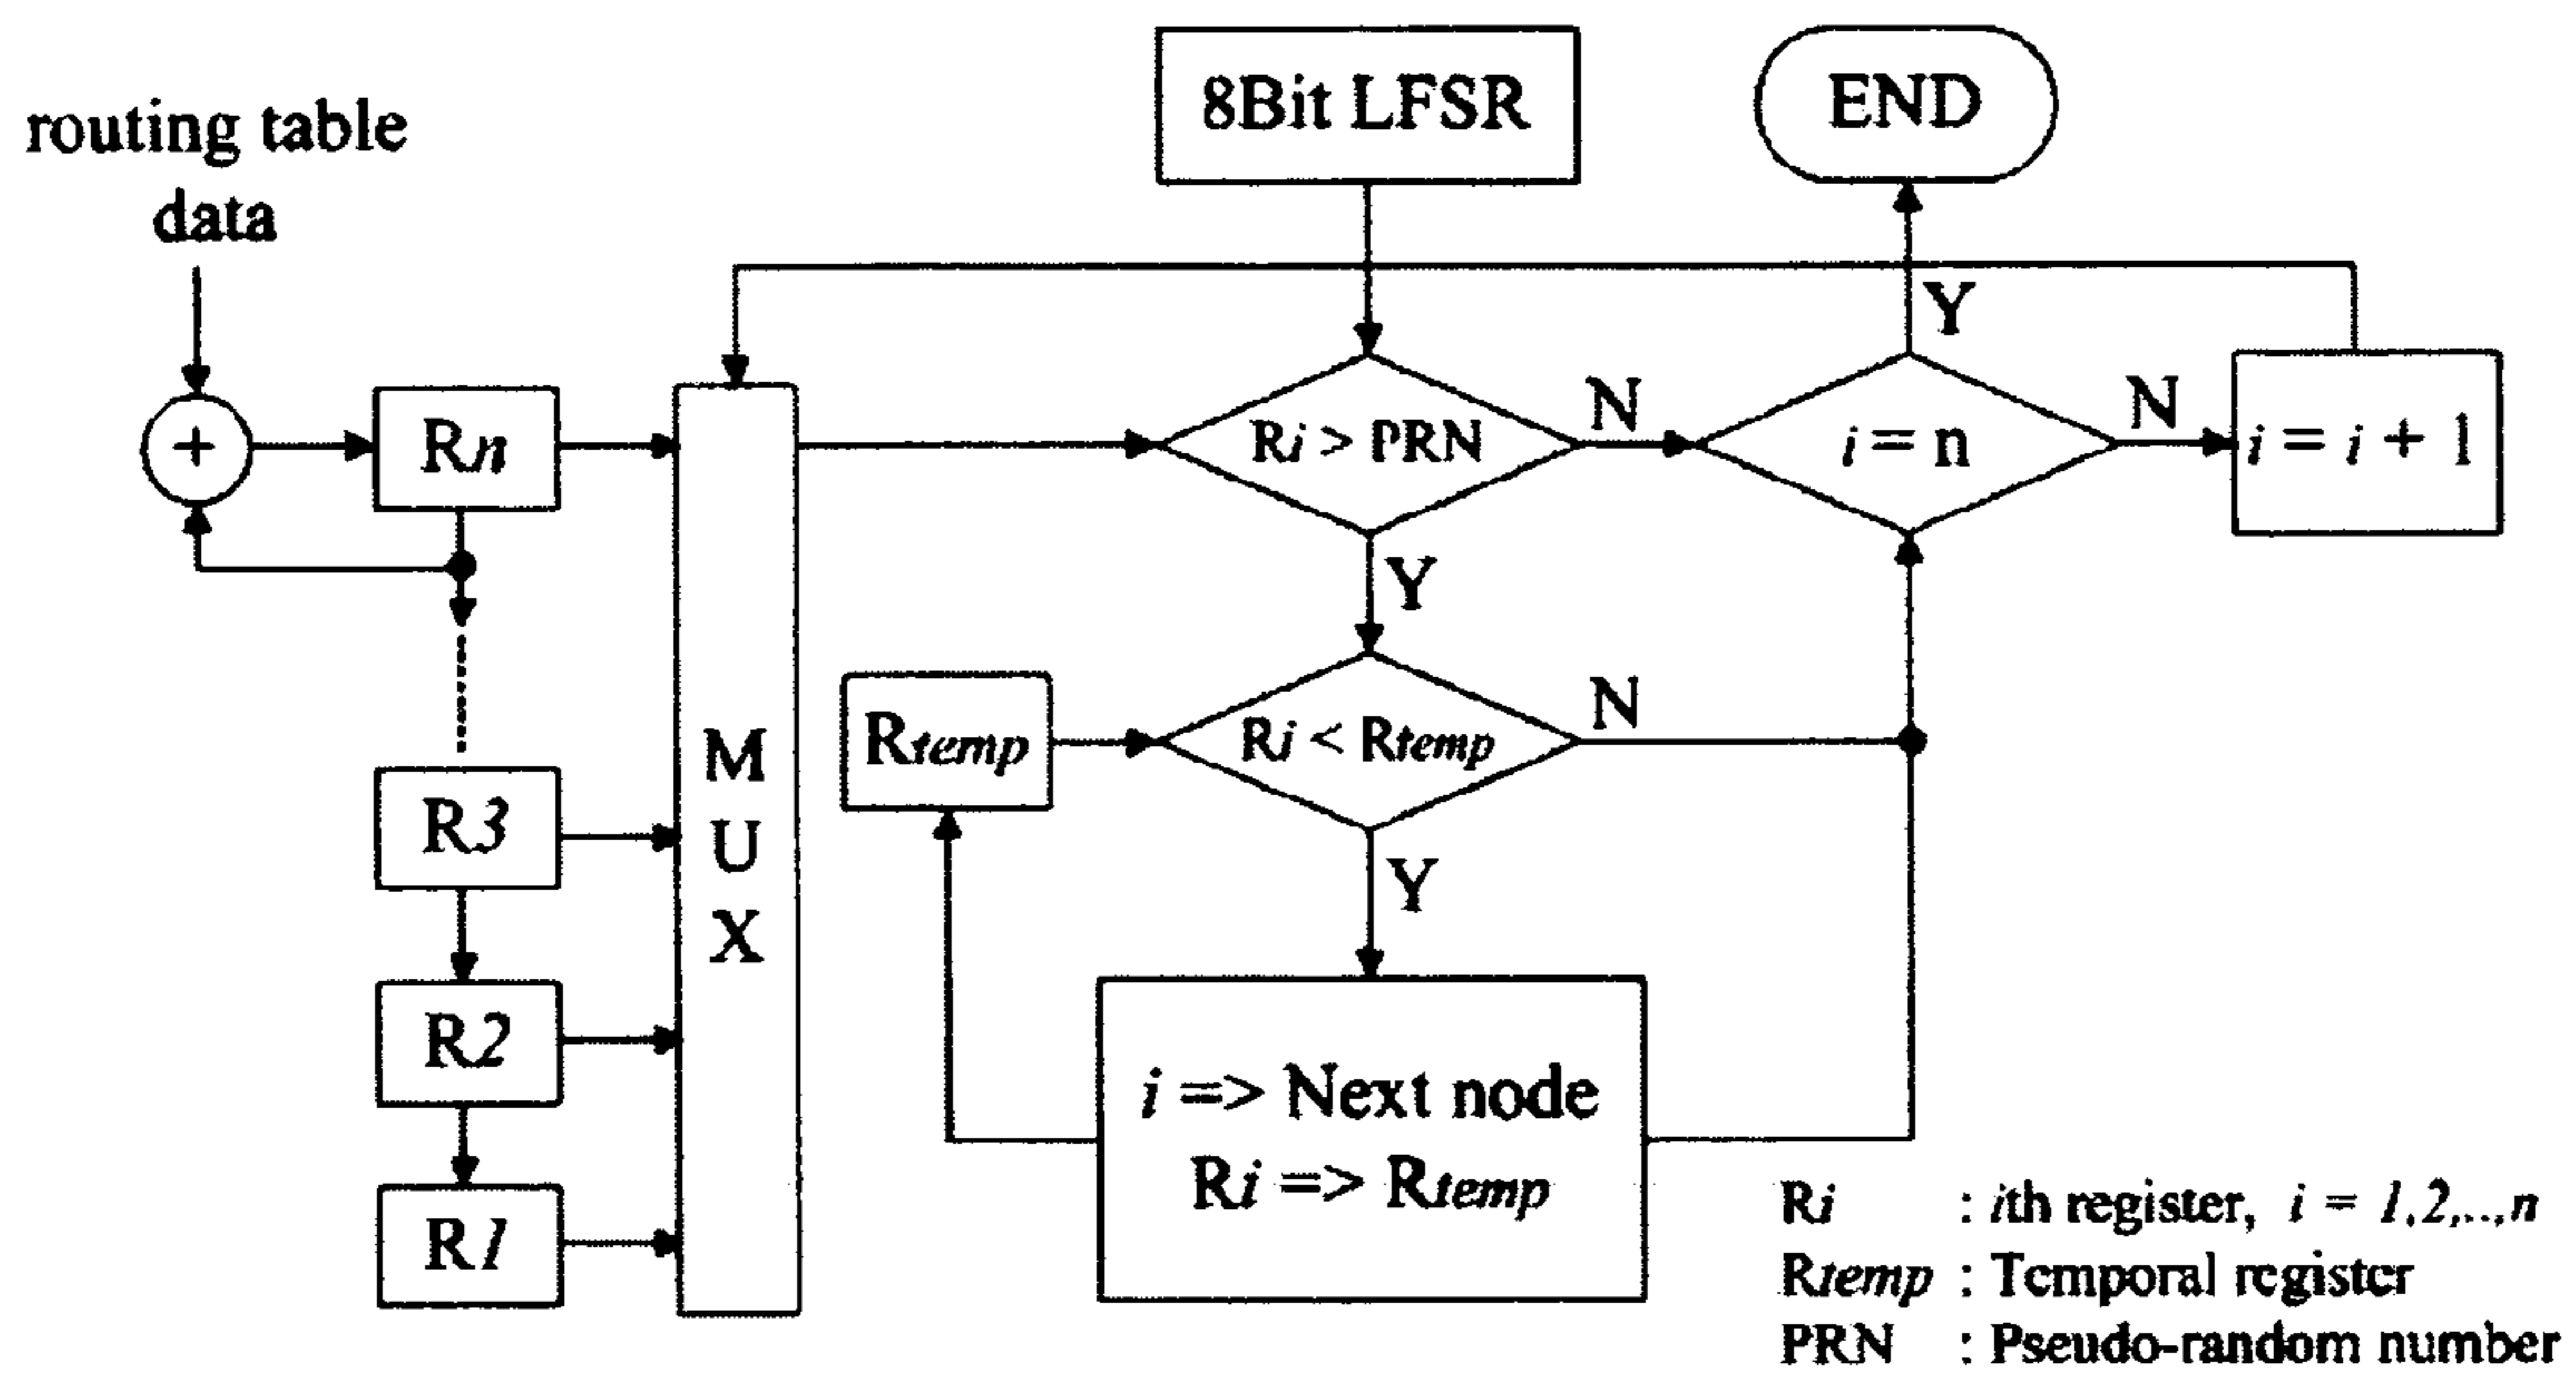 8Bit LFSR
END
routing table
data
Y
+
Rn
Ri > PRN
N
i = n
N
i = i + 1
Y
M
U
X
Rtemp
Ri < Rtemp
N
R3
Y
R2
i => Next node
Ri => Rtemp
R1
Ri : ith register, i = 1,2,..,n
Rtemp : Temporal register
PRN : Pseudo-random number